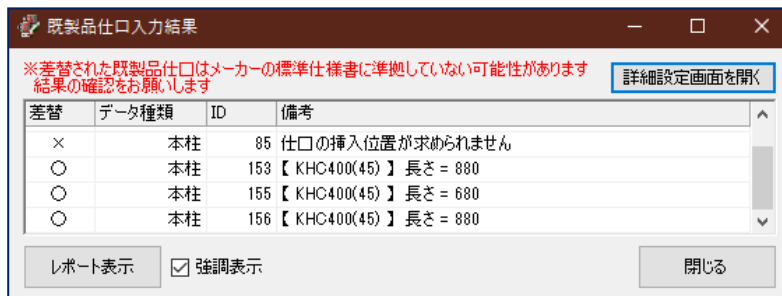 既製品仕口入力結果
※差替された既製品仕口はメーカーの標準仕様書に準拠していない可能性があります
結果の確認をお願いします
詳細設定画面を開く
差替 データ種類 ID 備考
× 本柱 85 仕口の挿入位置が求められません
○ 本柱 153 【 KHC400(45) 】 長さ = 880
○ 本柱 155 【 KHC400(45) 】 長さ = 680
○ 本柱 156 【 KHC400(45) 】 長さ = 880
レポート表示 強調表示 閉じる